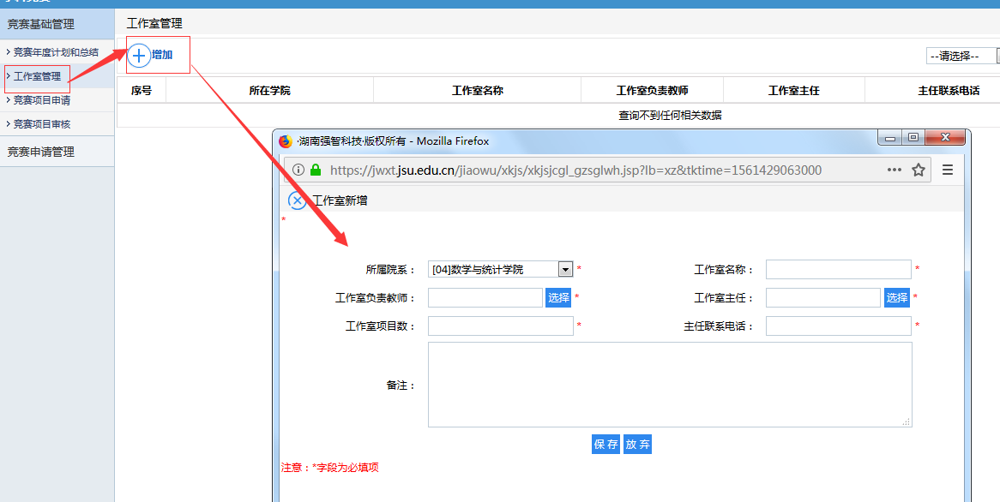 竞赛基础管理
竞赛年度计划和总结
工作室管理
竞赛项目申请
竞赛项目审核
竞赛申请管理
工作室管理
增加
--请选择--
序号 所在学院 工作室名称 工作室负责教师 工作室主任 主任联系电话
查询不到任何相关数据
·湖南强智科技·版权所有 - Mozilla Firefox
https://jwxt.jsu.edu.cn/jiaowu/xkjs/xkjsjcgl_gzsglwh.jsp?lb=xz&tktime=1561429063000
工作室新增
*
所属院系： [04]数学与统计学院 * 工作室名称： *
工作室负责教师： 选择 * 工作室主任： 选择 *
工作室项目数： * 主任联系电话： *
备注：
保存 放弃
注意：*字段为必填项